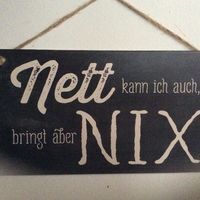 Nett kann ich auch,
bringt aber NIX